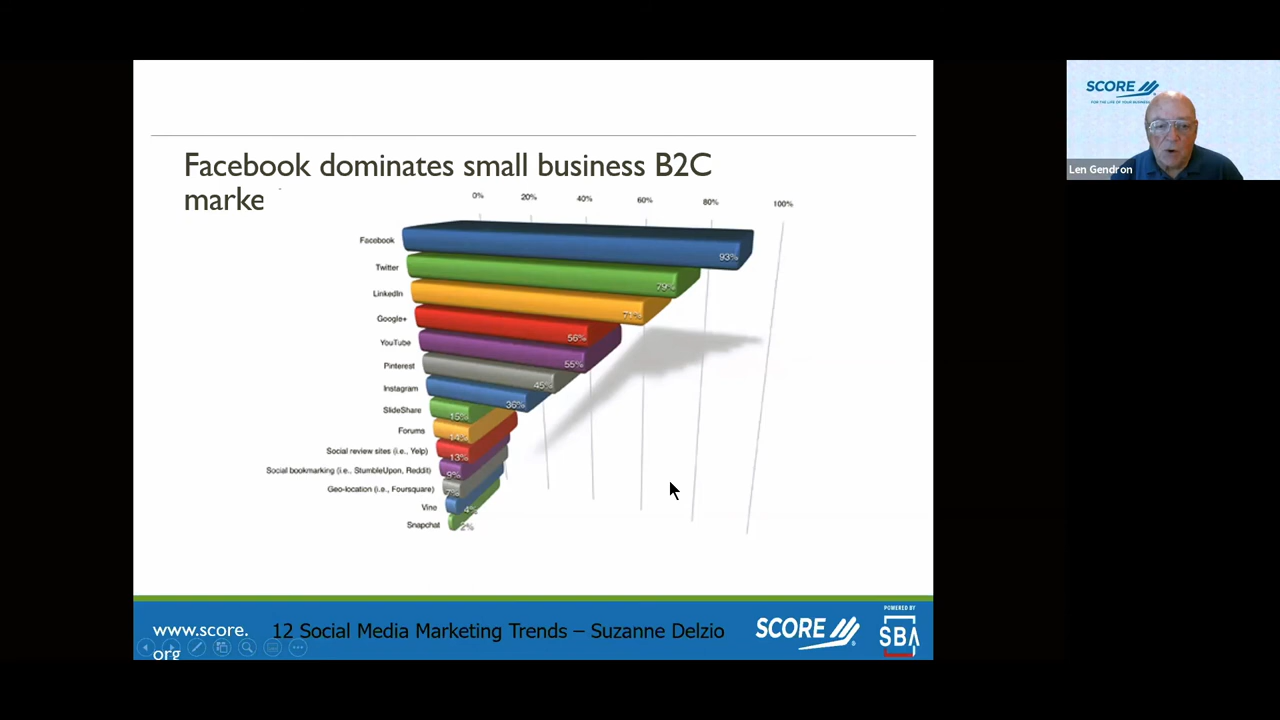 Facebook dominates small business B2C
marke
0% 20% 40% 60% 80% 100%
Facebook 93%
Twitter 79%
LinkedIn 71%
Google+ 56%
YouTube 55%
Pinterest 45%
Instagram 36%
SlideShare 15%
Forums 14%
Social review sites (i.e., Yelp) 13%
Social bookmarking (i.e., StumbleUpon, Reddit) 9%
Geo-location (i.e., Foursquare) 7%
Vine 4%
Snapchat 2%
www.score.
org
12 Social Media Marketing Trends – Suzanne Delzio
SCORE
POWERED BY
SBA
SCORE
FOR THE LIFE OF YOUR BUSINESS
Len Gendron